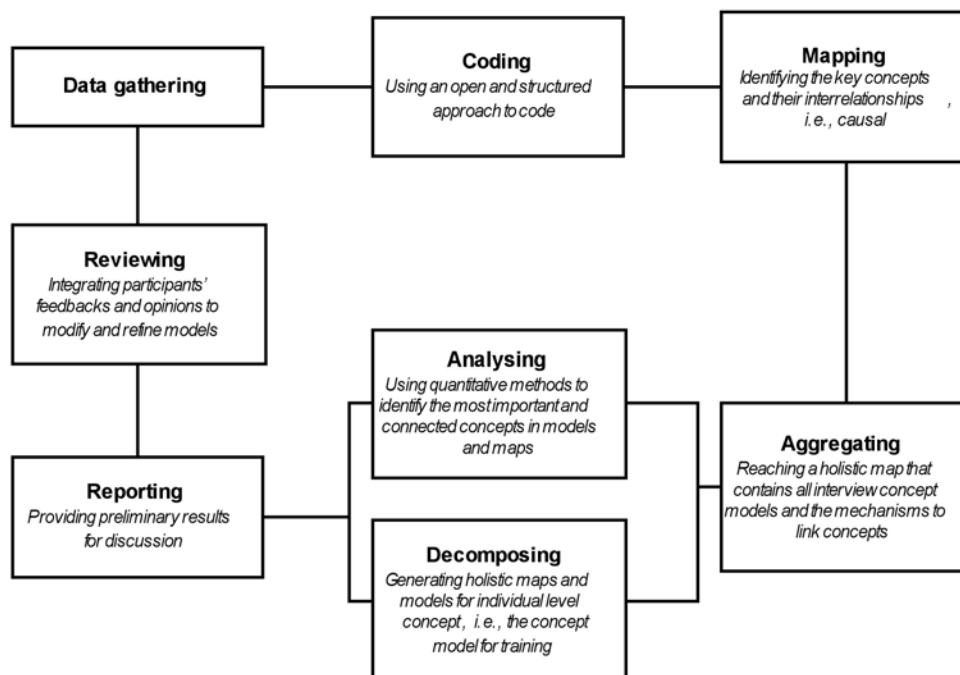 Data gathering
Coding
Using an open and structured
approach to code
Mapping
Identifying the key concepts
and their interrelationships ,
i.e., causal
Reviewing
Integrating participants'
feedbacks and opinions to
modify and refine models
Analysing
Using quantitative methods to
identify the most important and
connected concepts in models
and maps
Aggregating
Reaching a holistic map that
contains all interview concept
models and the mechanisms to
link concepts
Reporting
Providing preliminary results
for discussion
Decomposing
Generating holistic maps and
models for individual level
concept, i.e., the concept
model for training